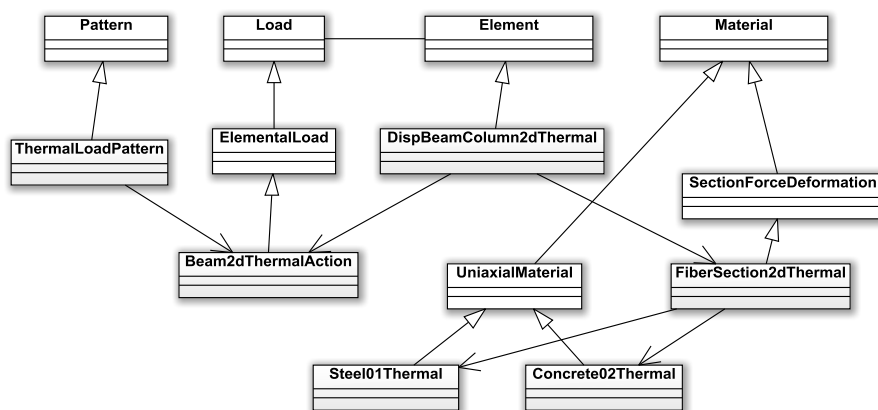 Pattern
Load
Element
Material
ThermalLoadPattern
ElementalLoad
DispBeamColumn2dThermal
SectionForceDeformation
Beam2dThermalAction
UniaxialMaterial
FiberSection2dThermal
Steel01Thermal
Concrete02Thermal